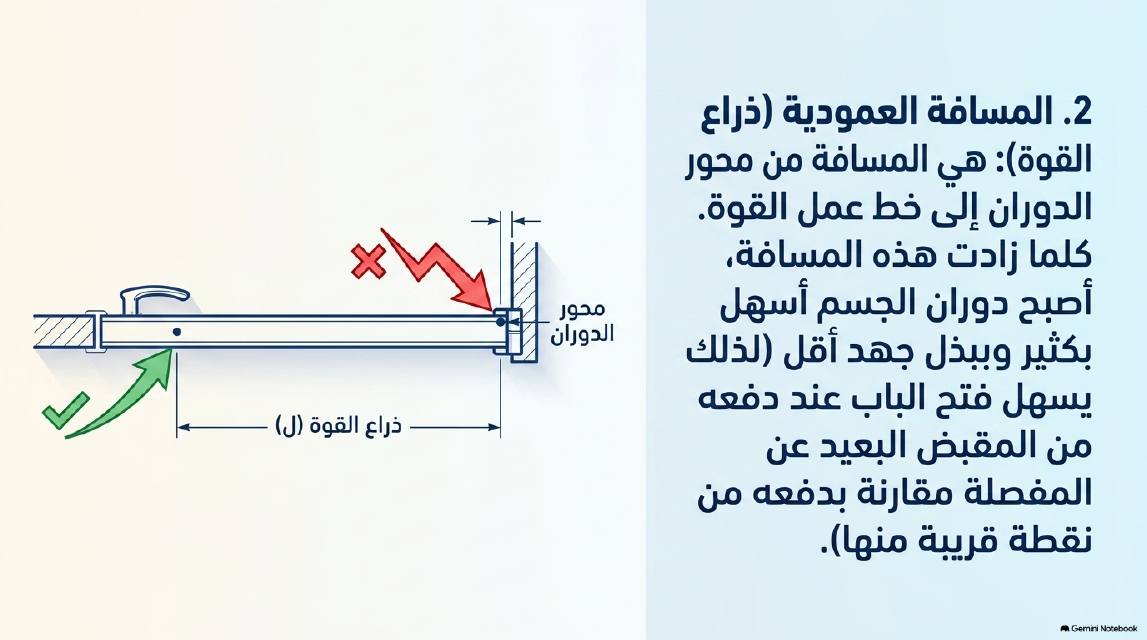 2. المسافة العمودية (ذراع
القوة): هي المسافة من محور
الدوران إلى خط عمل القوة.
كلما زادت هذه المسافة،
أصبح دوران الجسم أسهل
بكثير وببذل جهد أقل (لذلك
يسهل فتح الباب عند دفعه
من المقبض البعيد عن
المفصلة مقارنة بدفعه من
نقطة قريبة منها).
محور
الدوران
ذراع القوة (ل)
Gemini Notebook